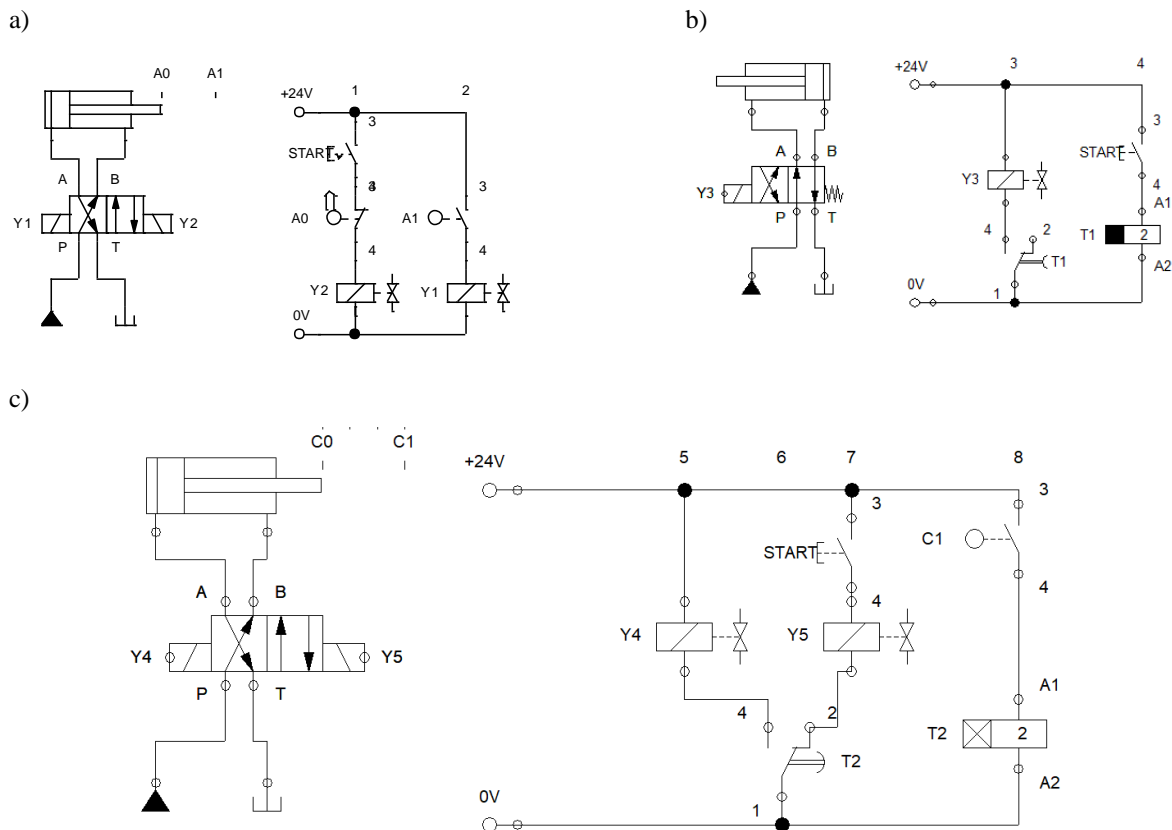 a)
b)
A0 A1
+24V 1 2
3
START
3
A0 A1
4 4
A B
Y1 Y2
P T
Y2 Y1
0V
+24V 3 4
3
START
4
A1
A B
Y3
P T
Y3
4 2
T1 2
T1
A2
0V 1
c)
C0 C1
+24V 5 6 7 8
3 3
START C1
4 4
A B
Y4 Y5
P T
Y4 Y5
A1
4 2
T2 2
T2
A2
0V 1